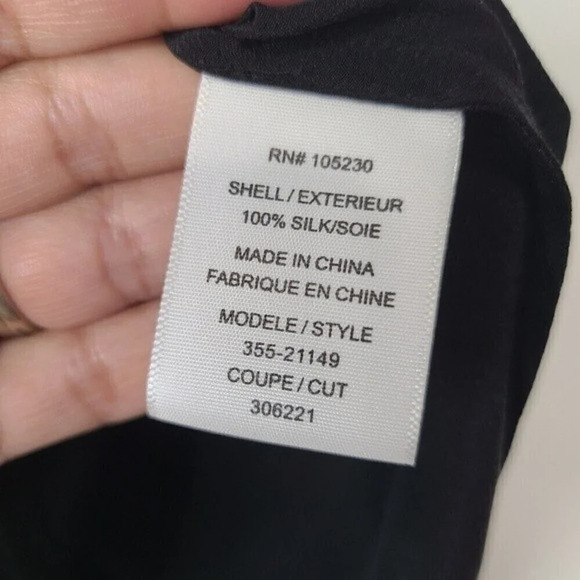 RN# 105230
SHELL/EXTERIEUR
100% SILK/SOIE
MADE IN CHINA
FABRIQUE EN CHINE
MODELE/STYLE
355-21149
COUPE/CUT
306221